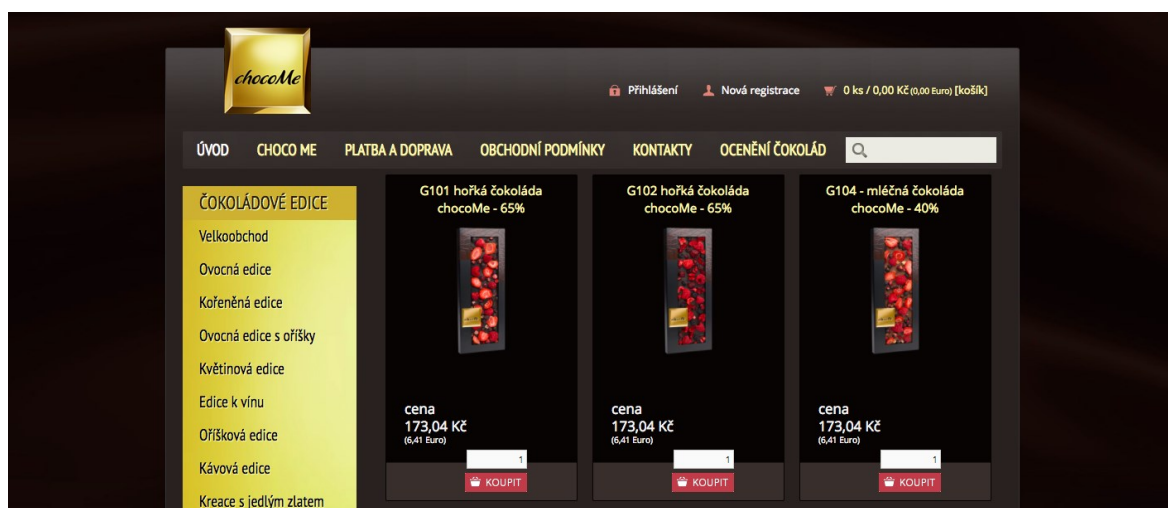 chocoMe
Přihlášení
Nová registrace
0 ks / 0,00 Kč (0,00 Euro) [košík]
ÚVOD CHOCO ME PLATBA A DOPRAVA OBCHODNÍ PODMÍNKY KONTAKTY OCENĚNÍ ČOKOLÁD
ČOKOLÁDOVÉ EDICE
Velkoobchod
Ovocná edice
Kořeněná edice
Ovocná edice s oříšky
Květinová edice
Edice k vínu
Oříšková edice
Kávová edice
Kreace s jedlým zlatem
G101 hořká čokoláda
chocoMe - 65%
cena
173,04 Kč
(6,41 Euro)
1
KOUPIT
G102 hořká čokoláda
chocoMe - 65%
cena
173,04 Kč
(6,41 Euro)
1
KOUPIT
G104 - mléčná čokoláda
chocoMe - 40%
cena
173,04 Kč
(6,41 Euro)
1
KOUPIT